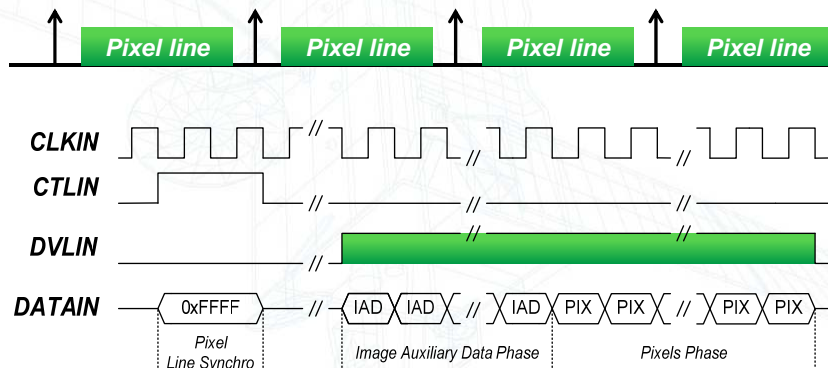 Pixel line Pixel line Pixel line Pixel line
CLKIN // // //
CTLIN // // //
DVLIN // // //
DATAIN 0xFFFF // IAD IAD // IAD PIX PIX // PIX PIX
Pixel Image Auxiliary Data Phase Pixels Phase
Line Synchro